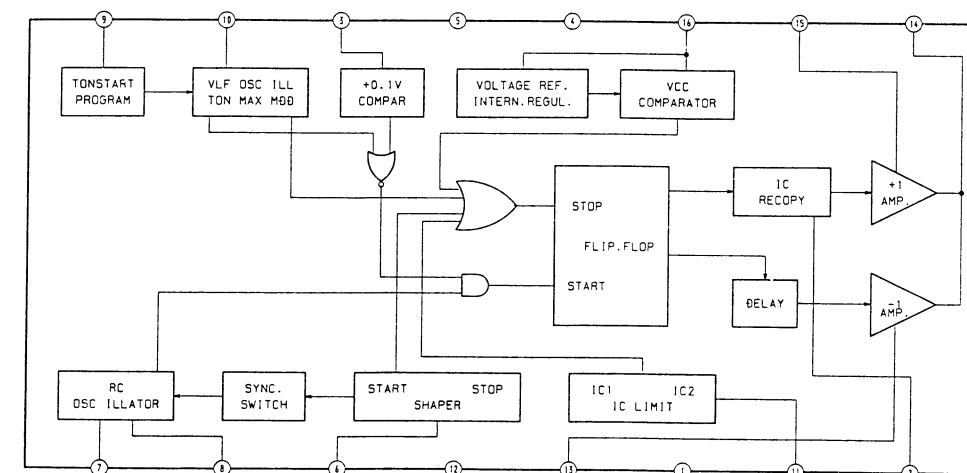 9 10 3 5 4 16 15 14
TONSTART
PROGRAM
VLF OSC ILL
TON MAX MOD
+0.1V
COMPAR
VOLTAGE REF.
INTERN.REGUL.
VCC
COMPARATOR
STOP
FLIP.FLOP
START
IC
RECOPY
+1
AMP.
DELAY
-1
AMP.
RC
OSC ILLATOR
SYNC.
SWITCH
START STOP
SHAPER
IC1 IC2
IC LIMIT
7 8 6 12 13 1 11